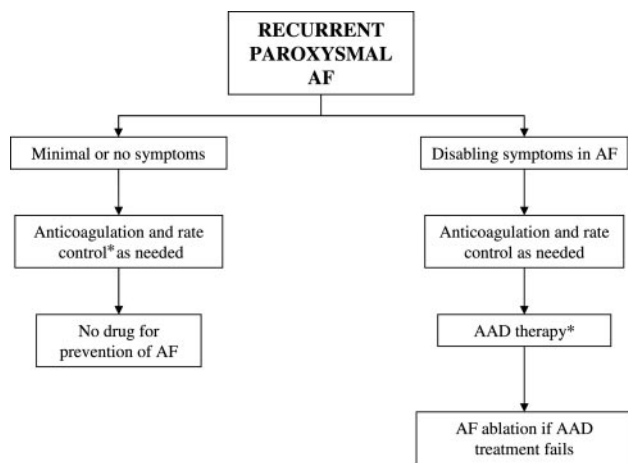 RECURRENT
PAROXYSMAL
AF
Minimal or no symptoms
Disabling symptoms in AF
Anticoagulation and rate
control* as needed
Anticoagulation and rate
control as needed
No drug for
prevention of AF
AAD therapy*
AF ablation if AAD
treatment fails